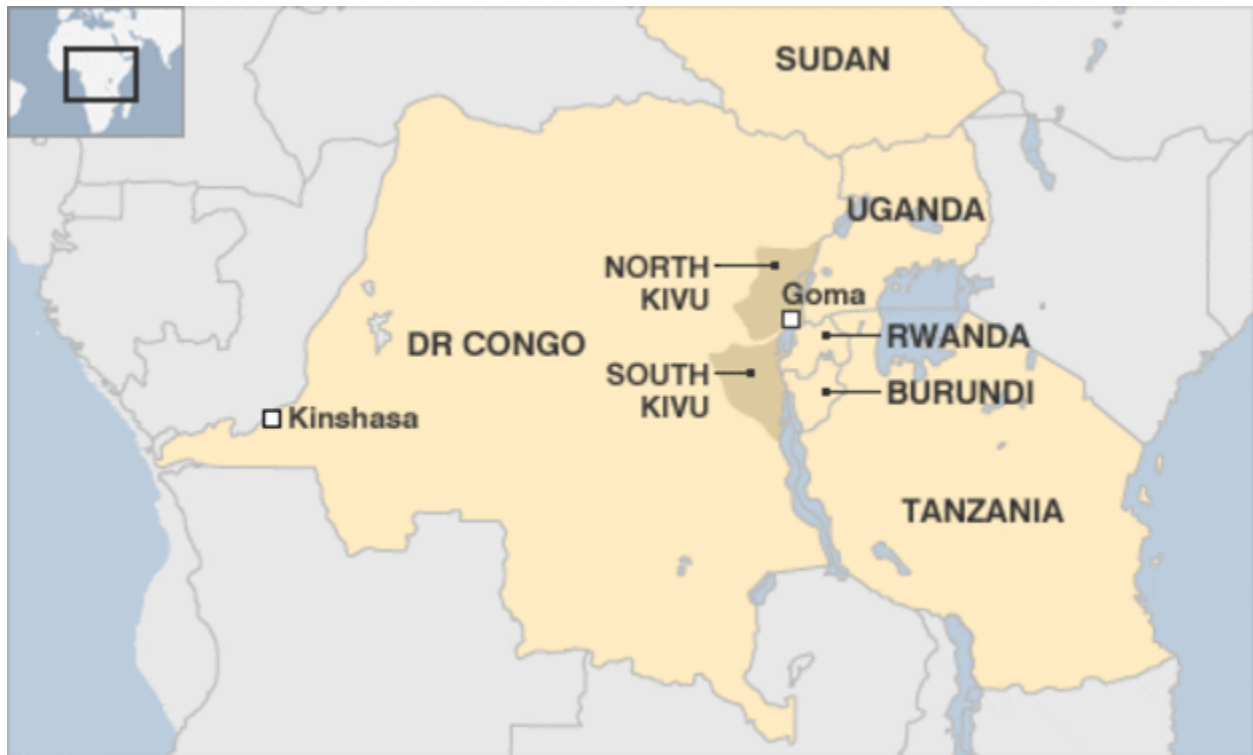 SUDAN
UGANDA
NORTH
KIVU
Goma
DR CONGO
RWANDA
SOUTH
KIVU
BURUNDI
Kinshasa
TANZANIA